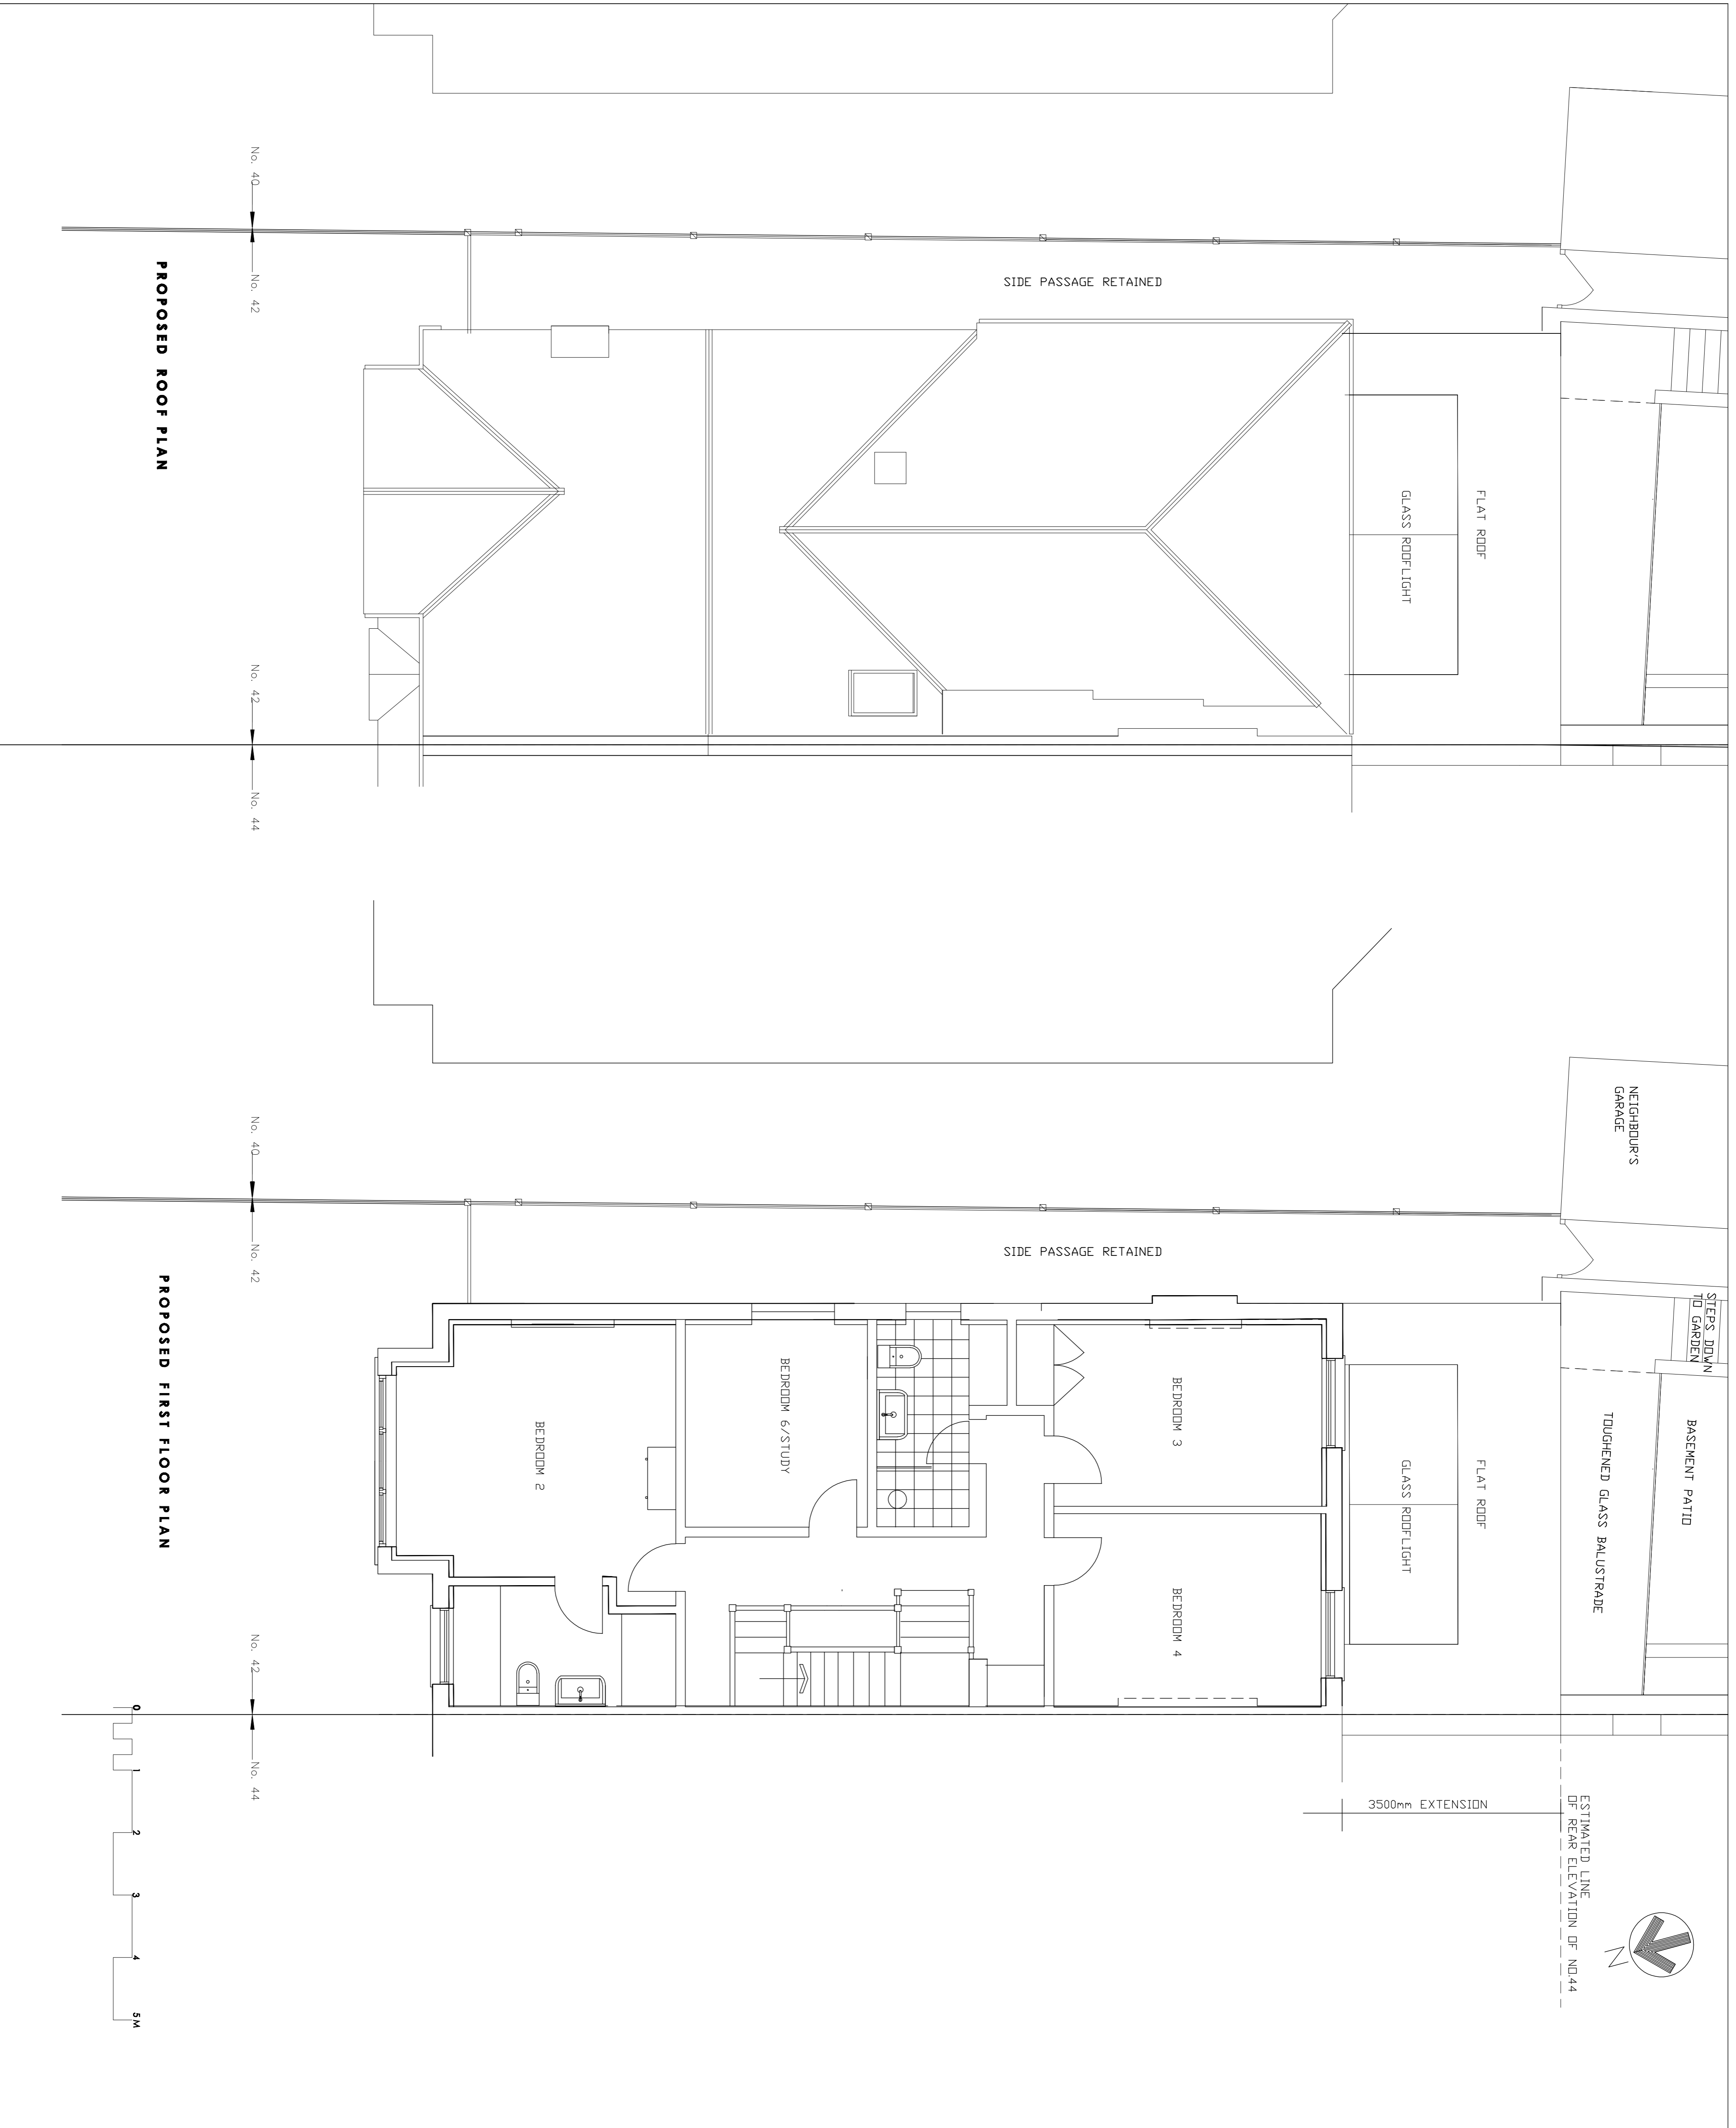 No. 40
No. 42
SIDE PASSAGE RETAINED
FLAT ROOF
GLASS ROOFLIGHT
No. 42
No. 44
PROPOSED ROOF PLAN
NEIGHBOUR'S
GARAGE
No. 40
No. 42
SIDE PASSAGE RETAINED
STEPS DOWN
TO GARDEN
BASEMENT PATIO
TOUGHENED GLASS BALUSTRADE
FLAT ROOF
GLASS ROOFLIGHT
BEDROOM 3
BEDROOM 4
BEDROOM 6/STUDY
BEDROOM 2
No. 42
No. 44
PROPOSED FIRST FLOOR PLAN
3500mm EXTENSION
ESTIMATED LINE
OF REAR ELEVATION OF NO.44
N
0 1 2 3 4 5M